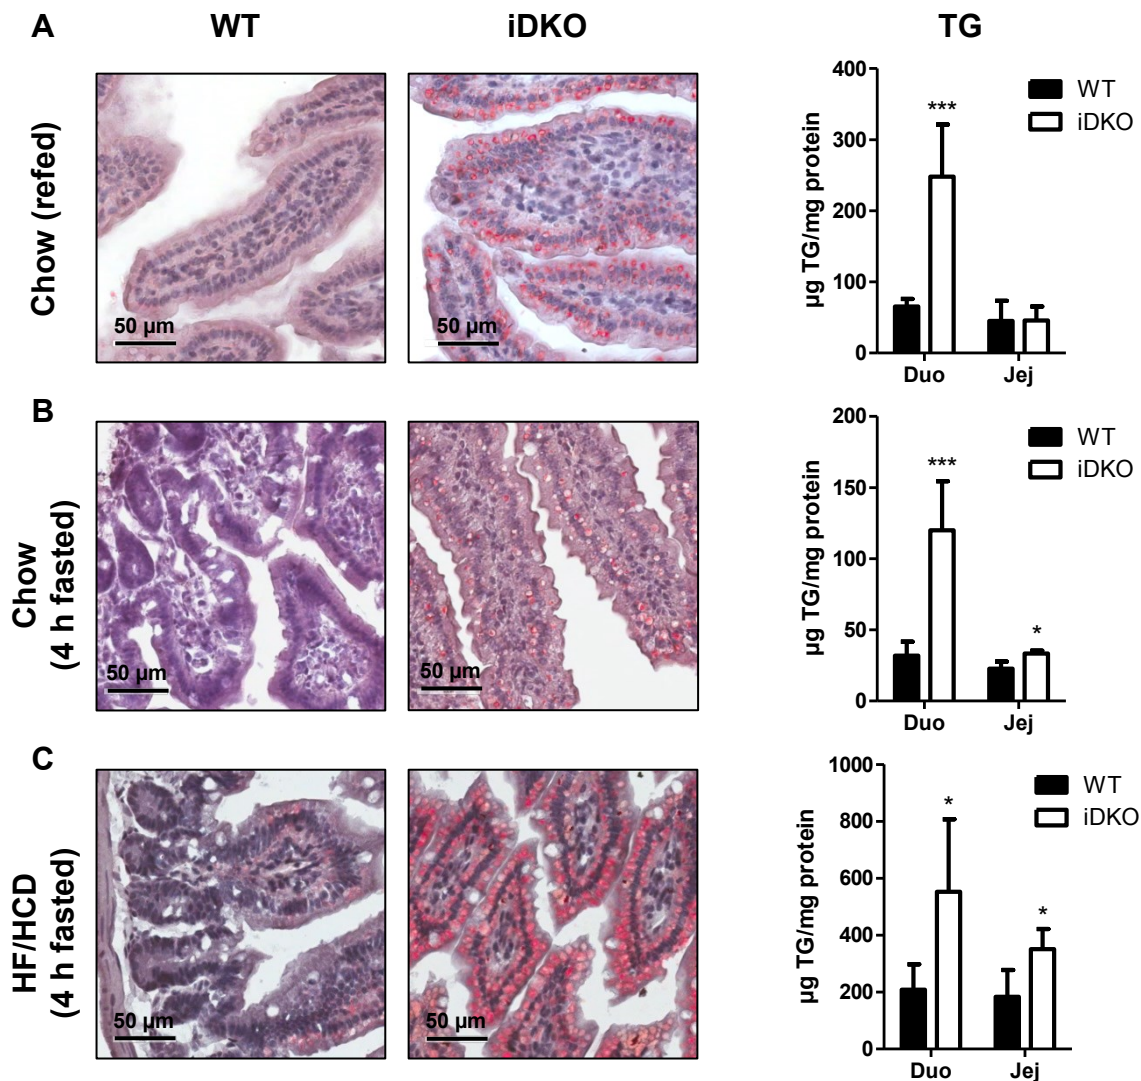 A
WT
iDKO
TG
Chow (refed)
50 µm
50 µm
400
300
200
100
0
µg TG/mg protein
***
WT
iDKO
Duo
Jej
B
Chow
(4 h fasted)
50 µm
50 µm
200
150
100
50
0
µg TG/mg protein
***
*
WT
iDKO
Duo
Jej
C
HF/HCD
(4 h fasted)
50 µm
50 µm
1000
800
600
400
200
0
µg TG/mg protein
*
*
WT
iDKO
Duo
Jej